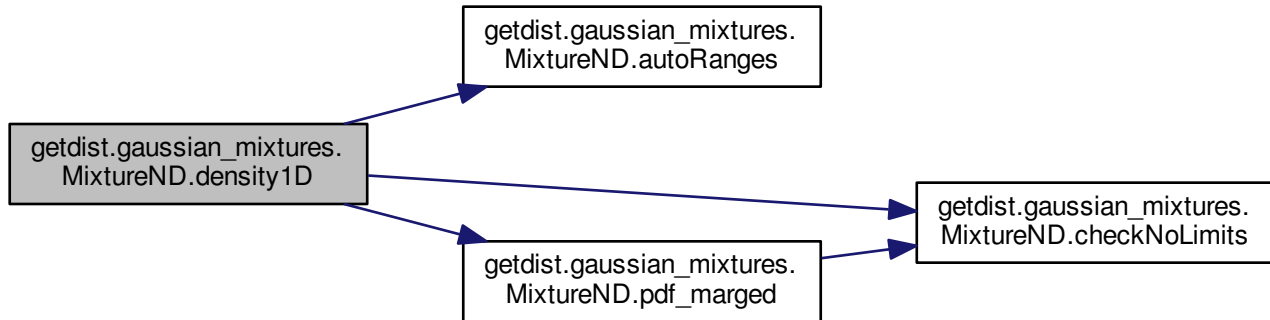 getdist.gaussian_mixtures.
MixtureND.autoRanges
getdist.gaussian_mixtures.
MixtureND.density1D
getdist.gaussian_mixtures.
MixtureND.checkNoLimits
getdist.gaussian_mixtures.
MixtureND.pdf_marged